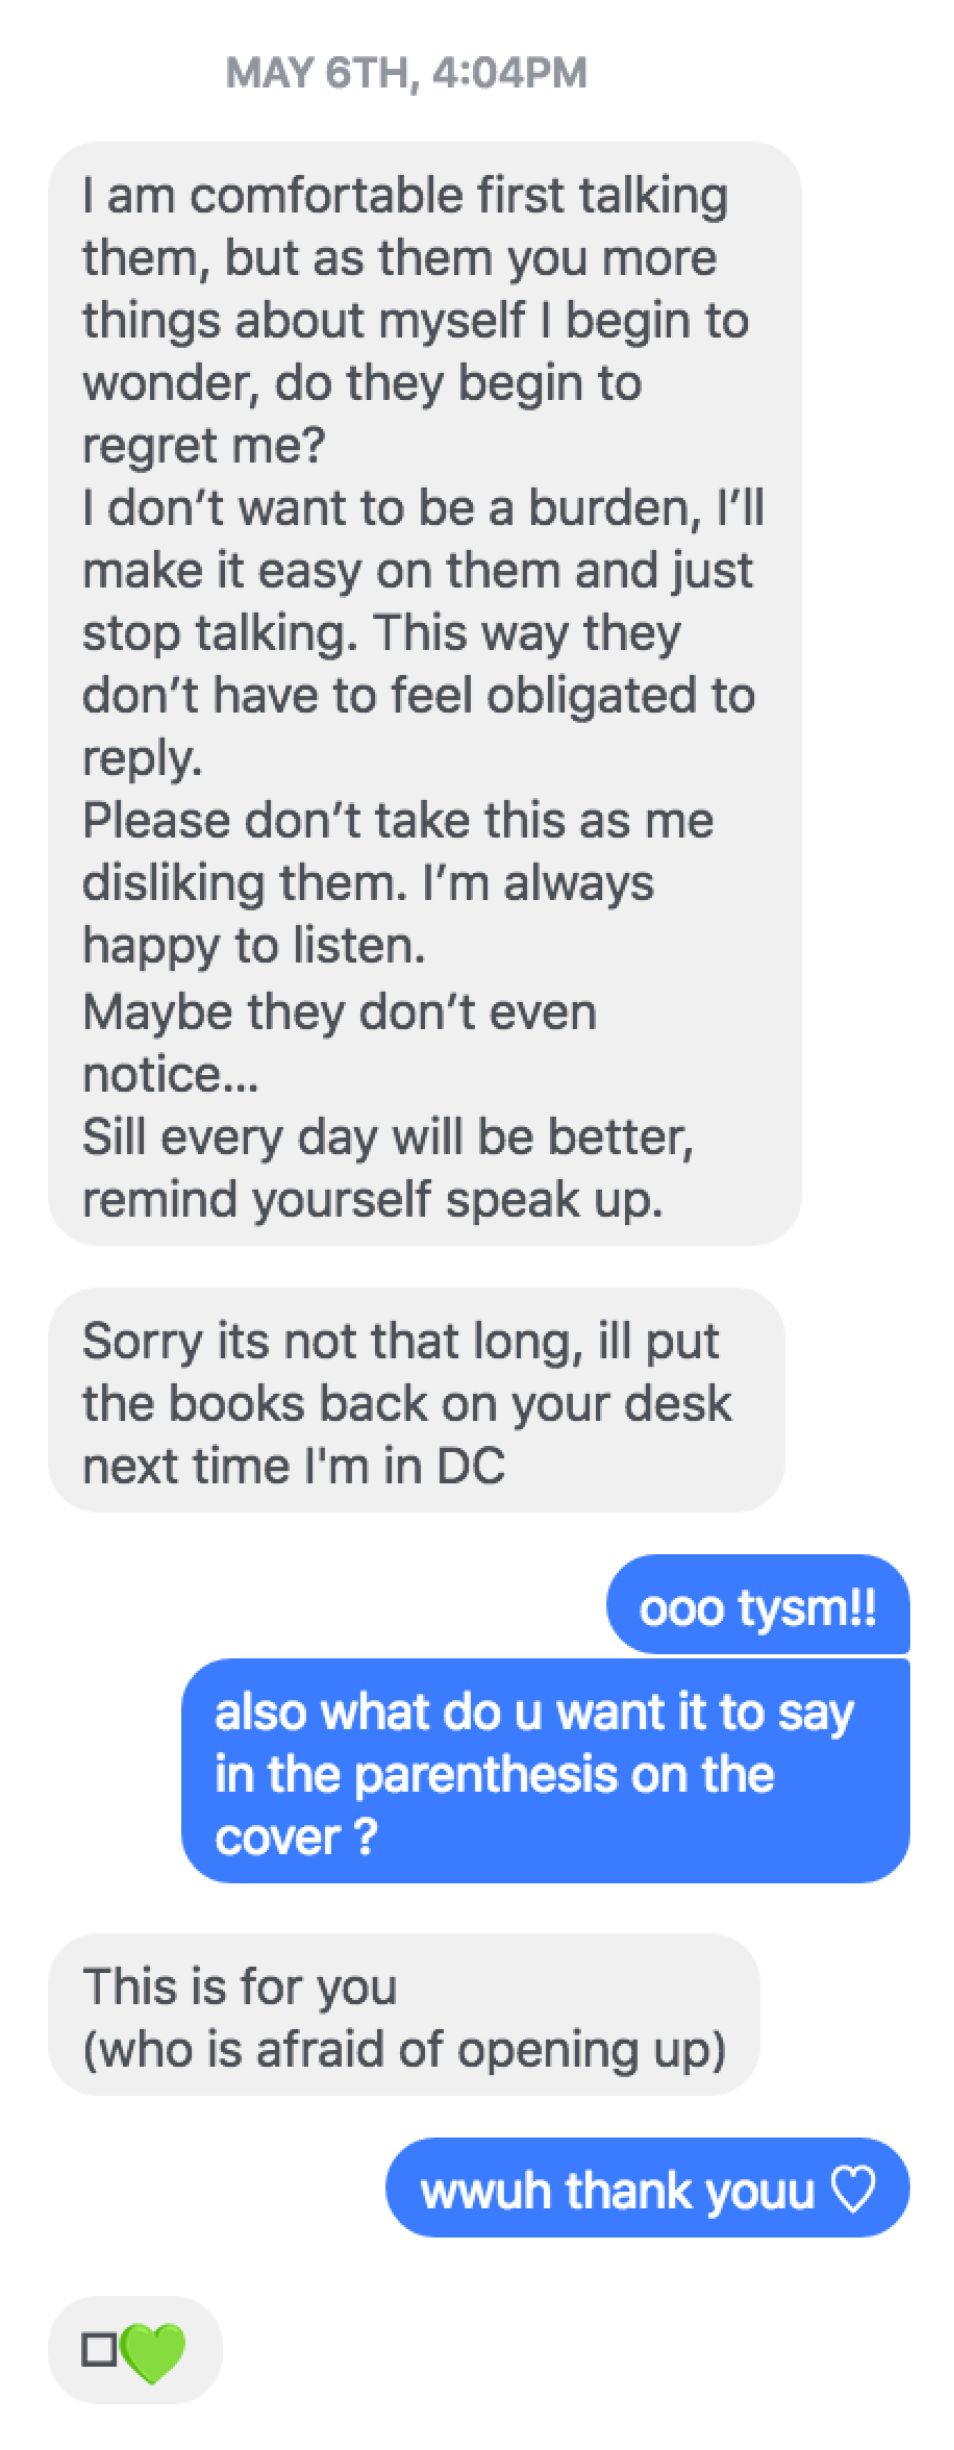 MAY 6TH, 4:04PM
I am comfortable first talking
them, but as them you more
things about myself I begin to
wonder, do they begin to
regret me?
I don’t want to be a burden, I’ll
make it easy on them and just
stop talking. This way they
don’t have to feel obligated to
reply.
Please don’t take this as me
disliking them. I’m always
happy to listen.
Maybe they don’t even
notice...
Sill every day will be better,
remind yourself speak up.
Sorry its not that long, ill put
the books back on your desk
next time I'm in DC
ooo tysm!!
also what do u want it to say
in the parenthesis on the
cover ?
This is for you
(who is afraid of opening up)
wwuh thank youu ♡
□💚